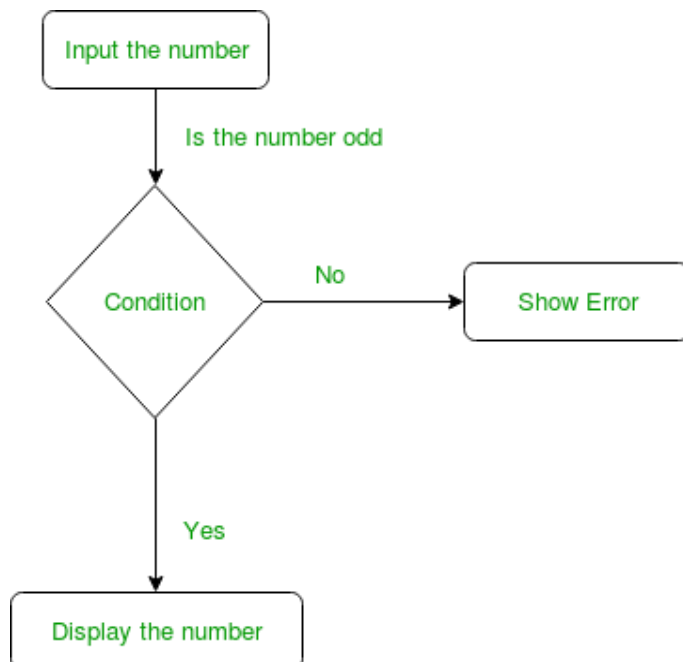 Input the number
Is the number odd
Condition
No
Show Error
Yes
Display the number